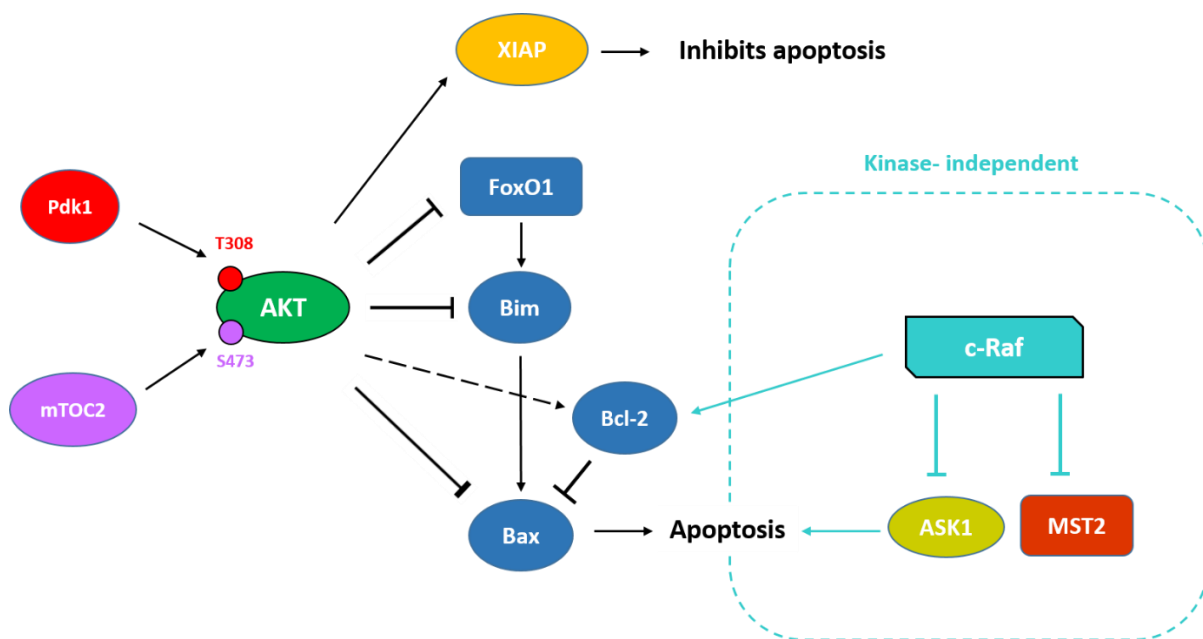 XIAP
Inhibits apoptosis
Kinase- independent
FoxO1
Pdk1
T308
AKT
Bim
S473
c-Raf
mTOC2
Bcl-2
ASK1
MST2
Bax
Apoptosis